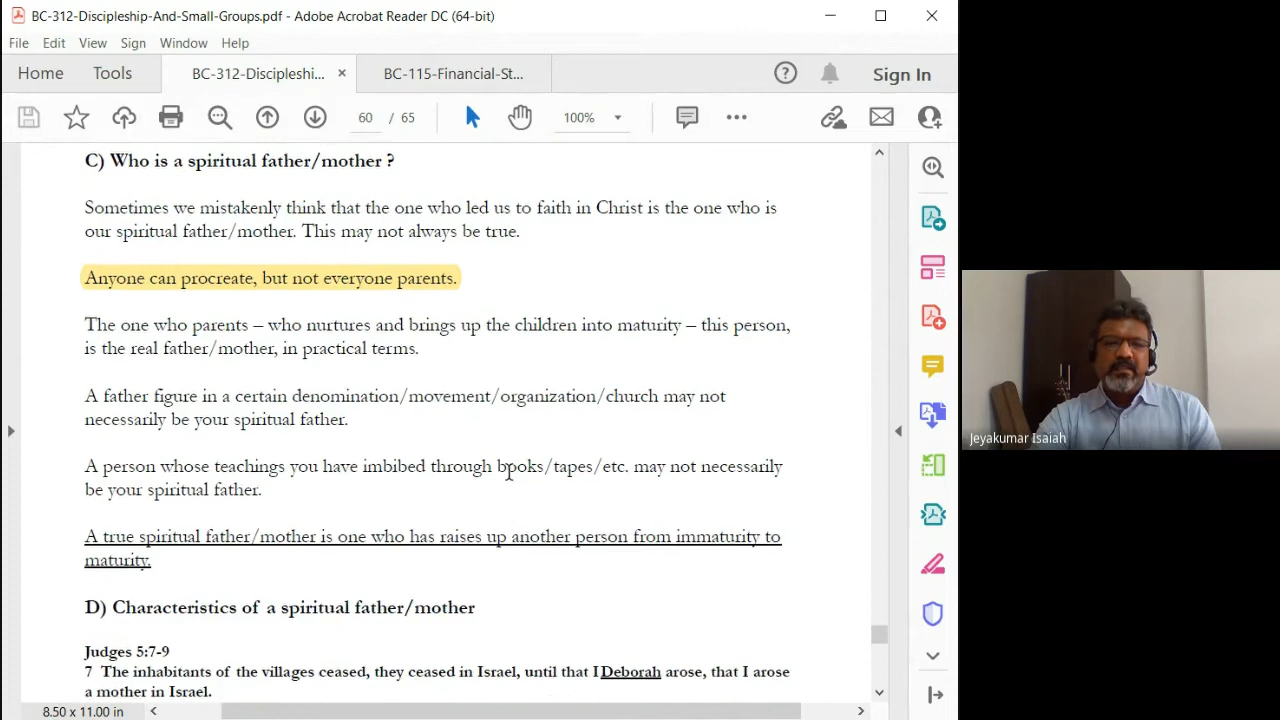 BC-312-Discipleship-And-Small-Groups.pdf - Adobe Acrobat Reader DC (64-bit)
File Edit View Sign Window Help
Home Tools BC-312-Discipleshi... × BC-115-Financial-St... Sign In
60 / 65 100%
C) Who is a spiritual father/mother ?
Sometimes we mistakenly think that the one who led us to faith in Christ is the one who is
our spiritual father/mother. This may not always be true.
Anyone can procreate, but not everyone parents.
The one who parents – who nurtures and brings up the children into maturity – this person,
is the real father/mother, in practical terms.
A father figure in a certain denomination/movement/organization/church may not
necessarily be your spiritual father.
A person whose teachings you have imbibed through books/tapes/etc. may not necessarily
be your spiritual father.
A true spiritual father/mother is one who has raises up another person from immaturity to
maturity.
D) Characteristics of a spiritual father/mother
Judges 5:7-9
7 The inhabitants of the villages ceased, they ceased in Israel, until that I Deborah arose, that I arose
a mother in Israel.
8.50 x 11.00 in
Jeyakumar Isaiah